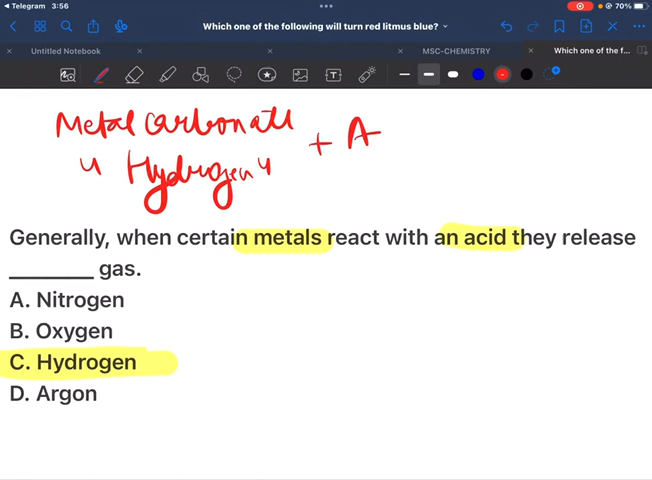 Telegram 3:56
70%
Which one of the following will turn red litmus blue?
Untitled Notebook
MSC-CHEMISTRY
Which one of the f...
Metal carbonate
" Hydrogen " + A
Generally, when certain metals react with an acid they release
________ gas.
A. Nitrogen
B. Oxygen
C. Hydrogen
D. Argon